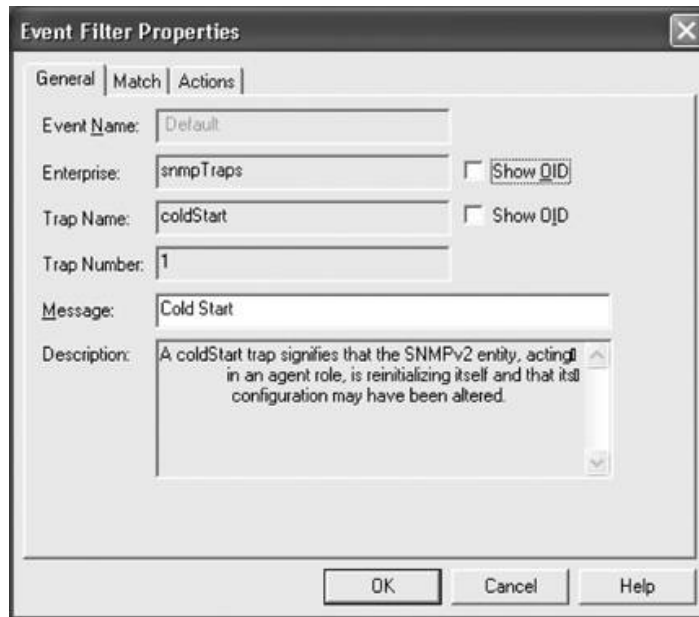 Event Filter Properties
General Match Actions
Event Name: Default
Enterprise: snmpTraps Show OID
Trap Name: coldStart Show OID
Trap Number: 1
Message: Cold Start
Description: A coldStart trap signifies that the SNMPv2 entity, acting
in an agent role, is reinitializing itself and that its
configuration may have been altered.
OK Cancel Help